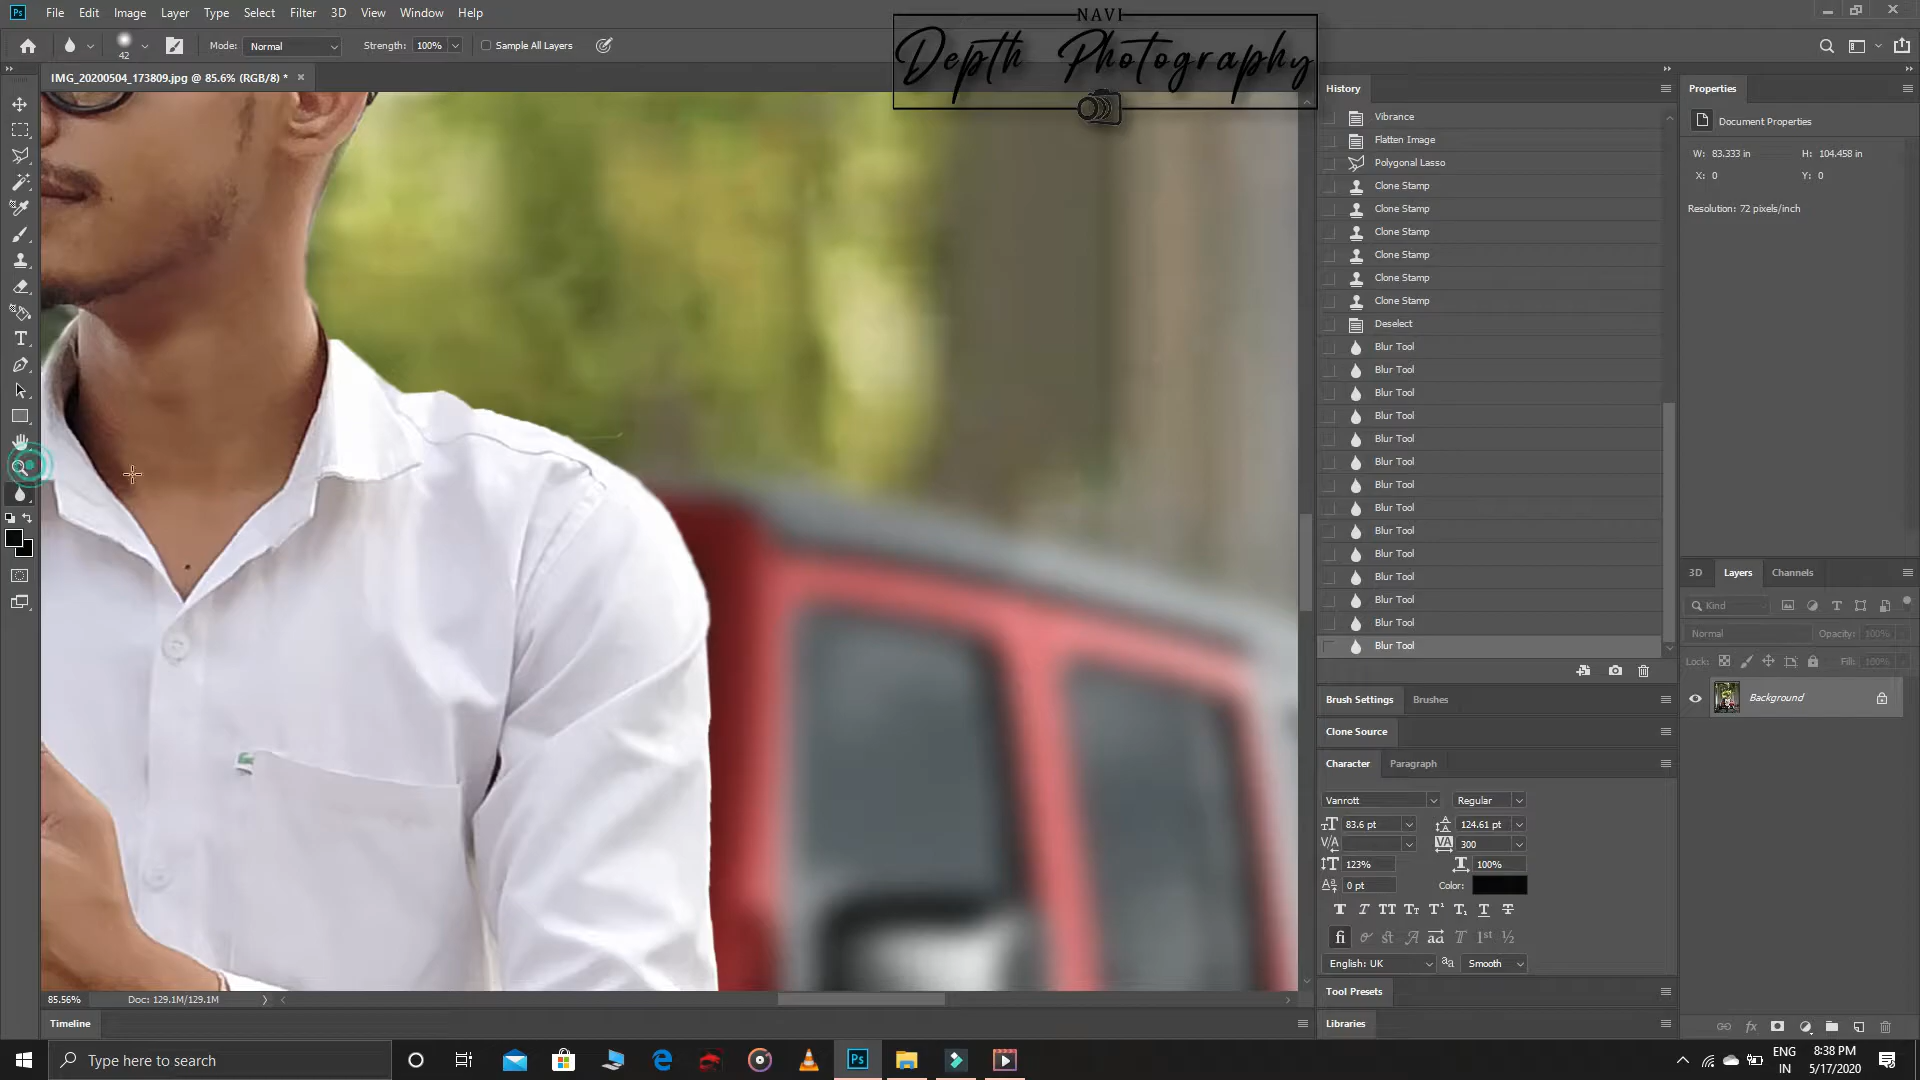 Ps File Edit Image Layer Type Select Filter 3D View Window Help
NAVI
Depth Photography
42
Mode: Normal Strength: 100% Sample All Layers
IMG_20200504_173809.jpg @ 85.6% (RGB/8) *
History
Vibrance
Flatten Image
Polygonal Lasso
Clone Stamp
Clone Stamp
Clone Stamp
Clone Stamp
Clone Stamp
Clone Stamp
Deselect
Blur Tool
Blur Tool
Blur Tool
Blur Tool
Blur Tool
Blur Tool
Blur Tool
Blur Tool
Blur Tool
Blur Tool
Blur Tool
Blur Tool
Blur Tool
Blur Tool
Properties
Document Properties
W: 83.333 in H: 104.458 in
X: 0 Y: 0
Resolution: 72 pixels/inch
3D Layers Channels
Kind
Normal Opacity: 100%
Lock: Fill: 100%
Background
Brush Settings Brushes
Clone Source
Character Paragraph
Vanrott Regular
83.6 pt 124.61 pt
300
123% 100%
0 pt Color:
English: UK Smooth
Tool Presets
Libraries
85.56% Doc: 129.1M/129.1M
Timeline
Type here to search
ENG
IN
8:38 PM
5/17/2020